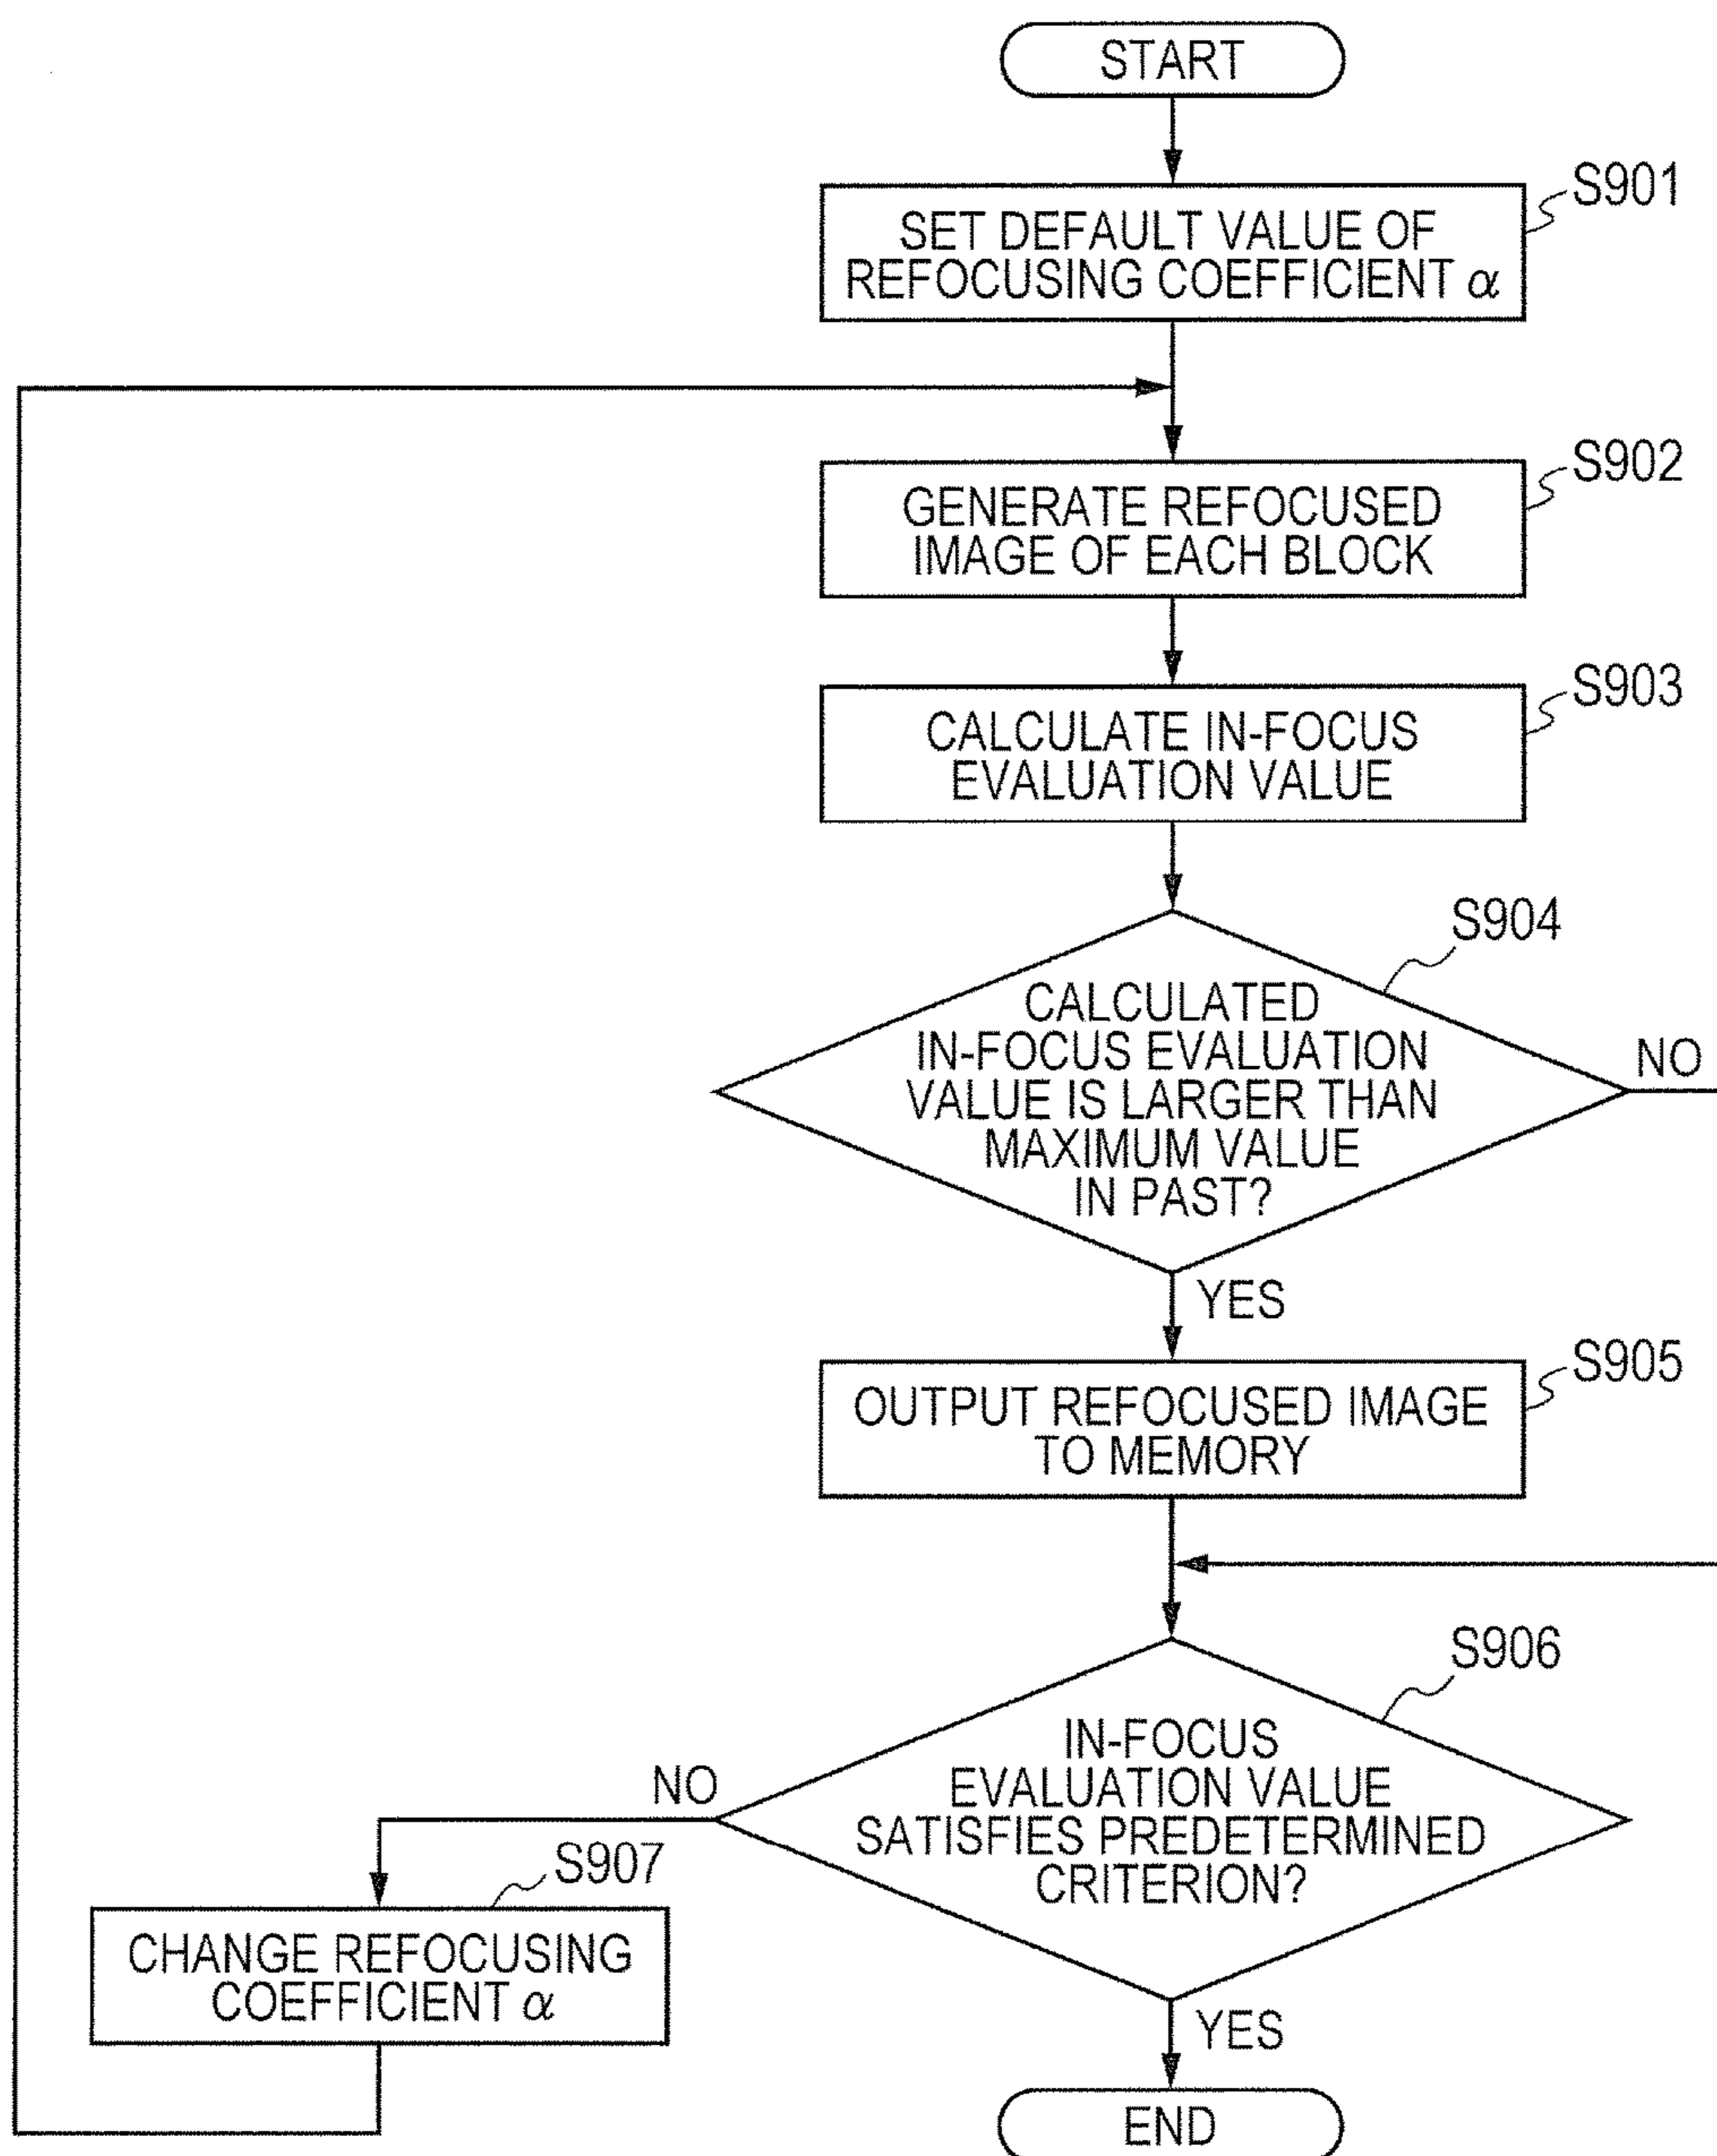 START
S901
SET DEFAULT VALUE OF
REFOCUSING COEFFICIENT α
S902
GENERATE REFOCUSED
IMAGE OF EACH BLOCK
S903
CALCULATE IN-FOCUS
EVALUATION VALUE
S904
CALCULATED
IN-FOCUS EVALUATION
VALUE IS LARGER THAN
MAXIMUM VALUE
IN PAST?
NO
YES
S905
OUTPUT REFOCUSED IMAGE
TO MEMORY
S906
IN-FOCUS
EVALUATION VALUE
SATISFIES PREDETERMINED
CRITERION?
NO
S907
CHANGE REFOCUSING
COEFFICIENT α
YES
END